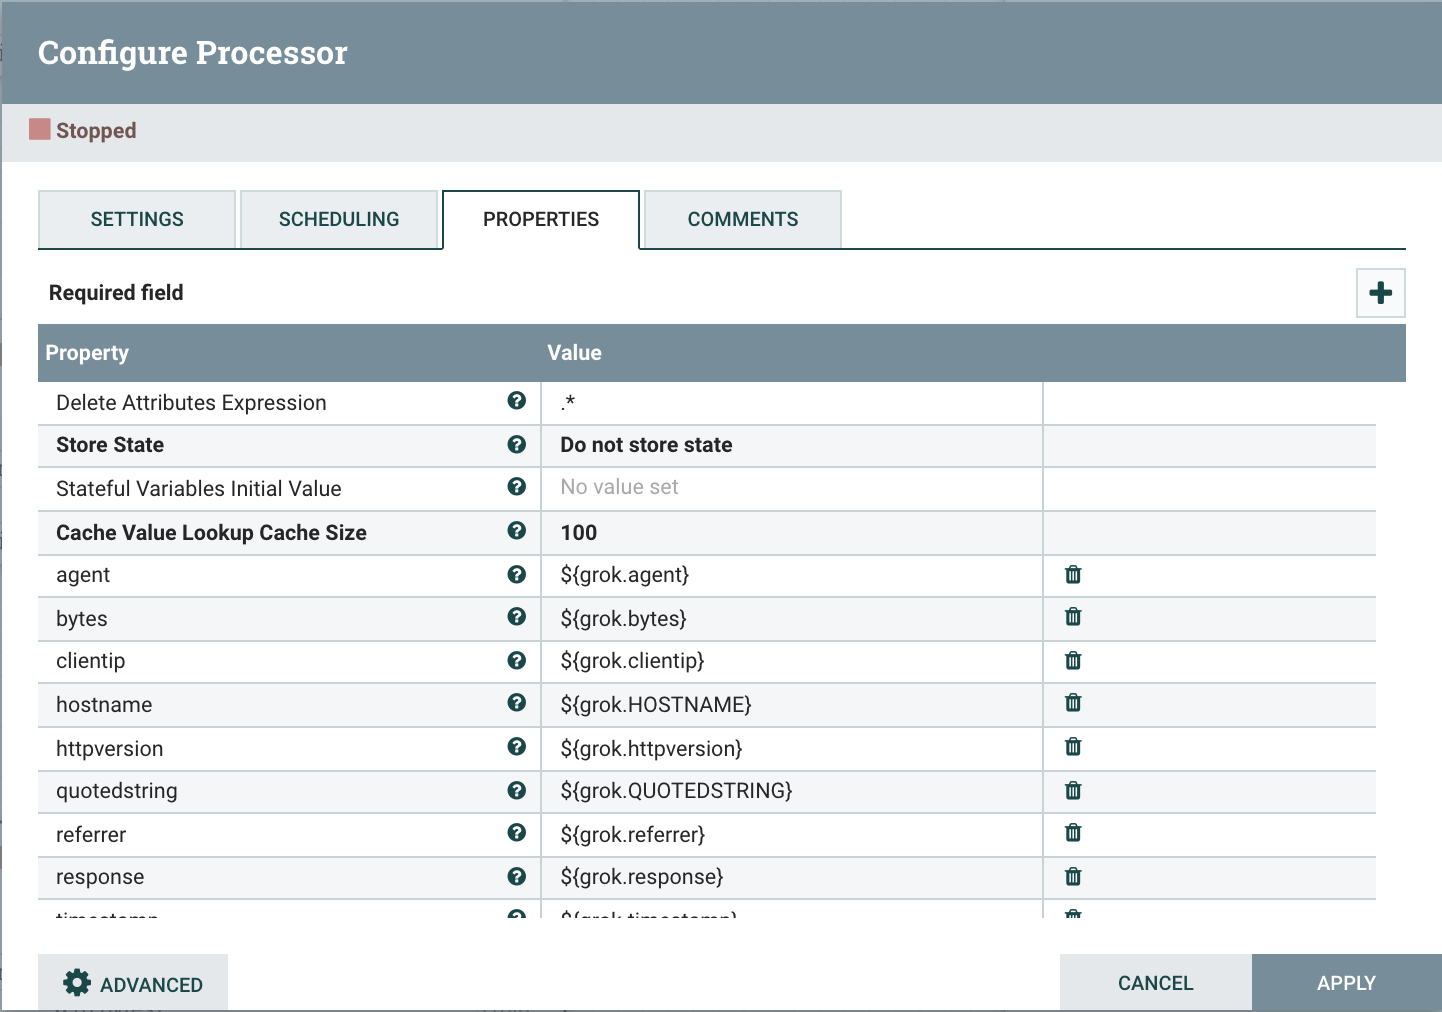 Configure Processor
Stopped
SETTINGS SCHEDULING PROPERTIES COMMENTS
Required field
Property Value
Delete Attributes Expression .*
Store State Do not store state
Stateful Variables Initial Value No value set
Cache Value Lookup Cache Size 100
agent ${grok.agent}
bytes ${grok.bytes}
clientip ${grok.clientip}
hostname ${grok.HOSTNAME}
httpversion ${grok.httpversion}
quotedstring ${grok.QUOTEDSTRING}
referrer ${grok.referrer}
response ${grok.response}
timestamp ${grok.timestamp}
ADVANCED CANCEL APPLY